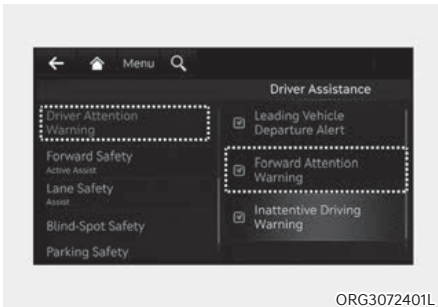 Menu
Driver Assistance
Driver Attention
Warning
Forward Safety
Active Assist
Lane Safety
Assist
Blind-Spot Safety
Parking Safety
Leading Vehicle
Departure Alert
Forward Attention
Warning
Inattentive Driving
Warning
ORG3072401L